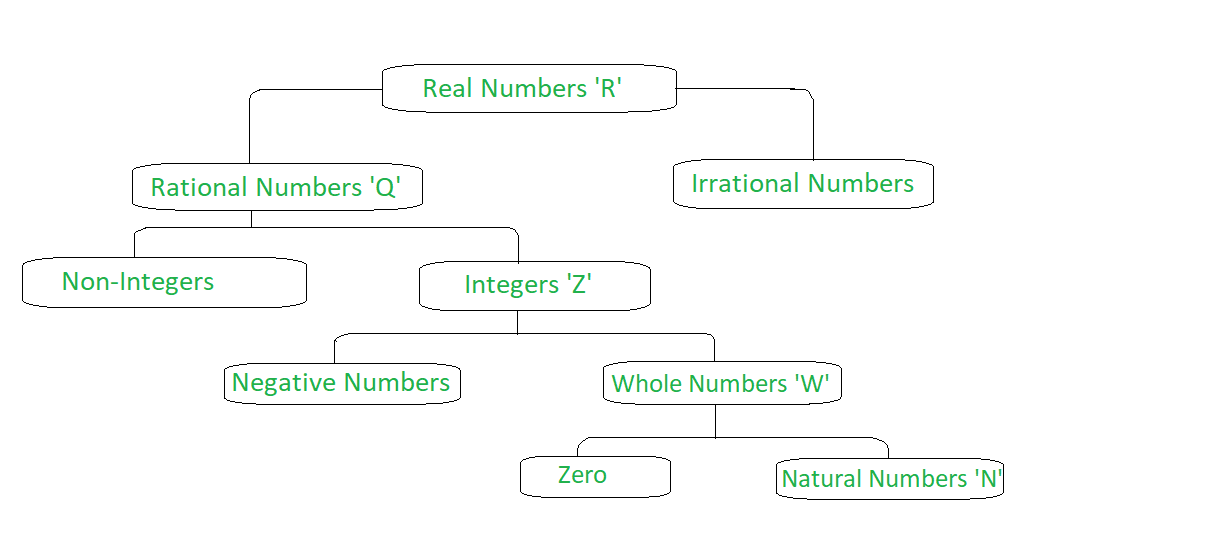 Real Numbers 'R'
Rational Numbers 'Q'
Irrational Numbers
Non-Integers
Integers 'Z'
Negative Numbers
Whole Numbers 'W'
Zero
Natural Numbers 'N'